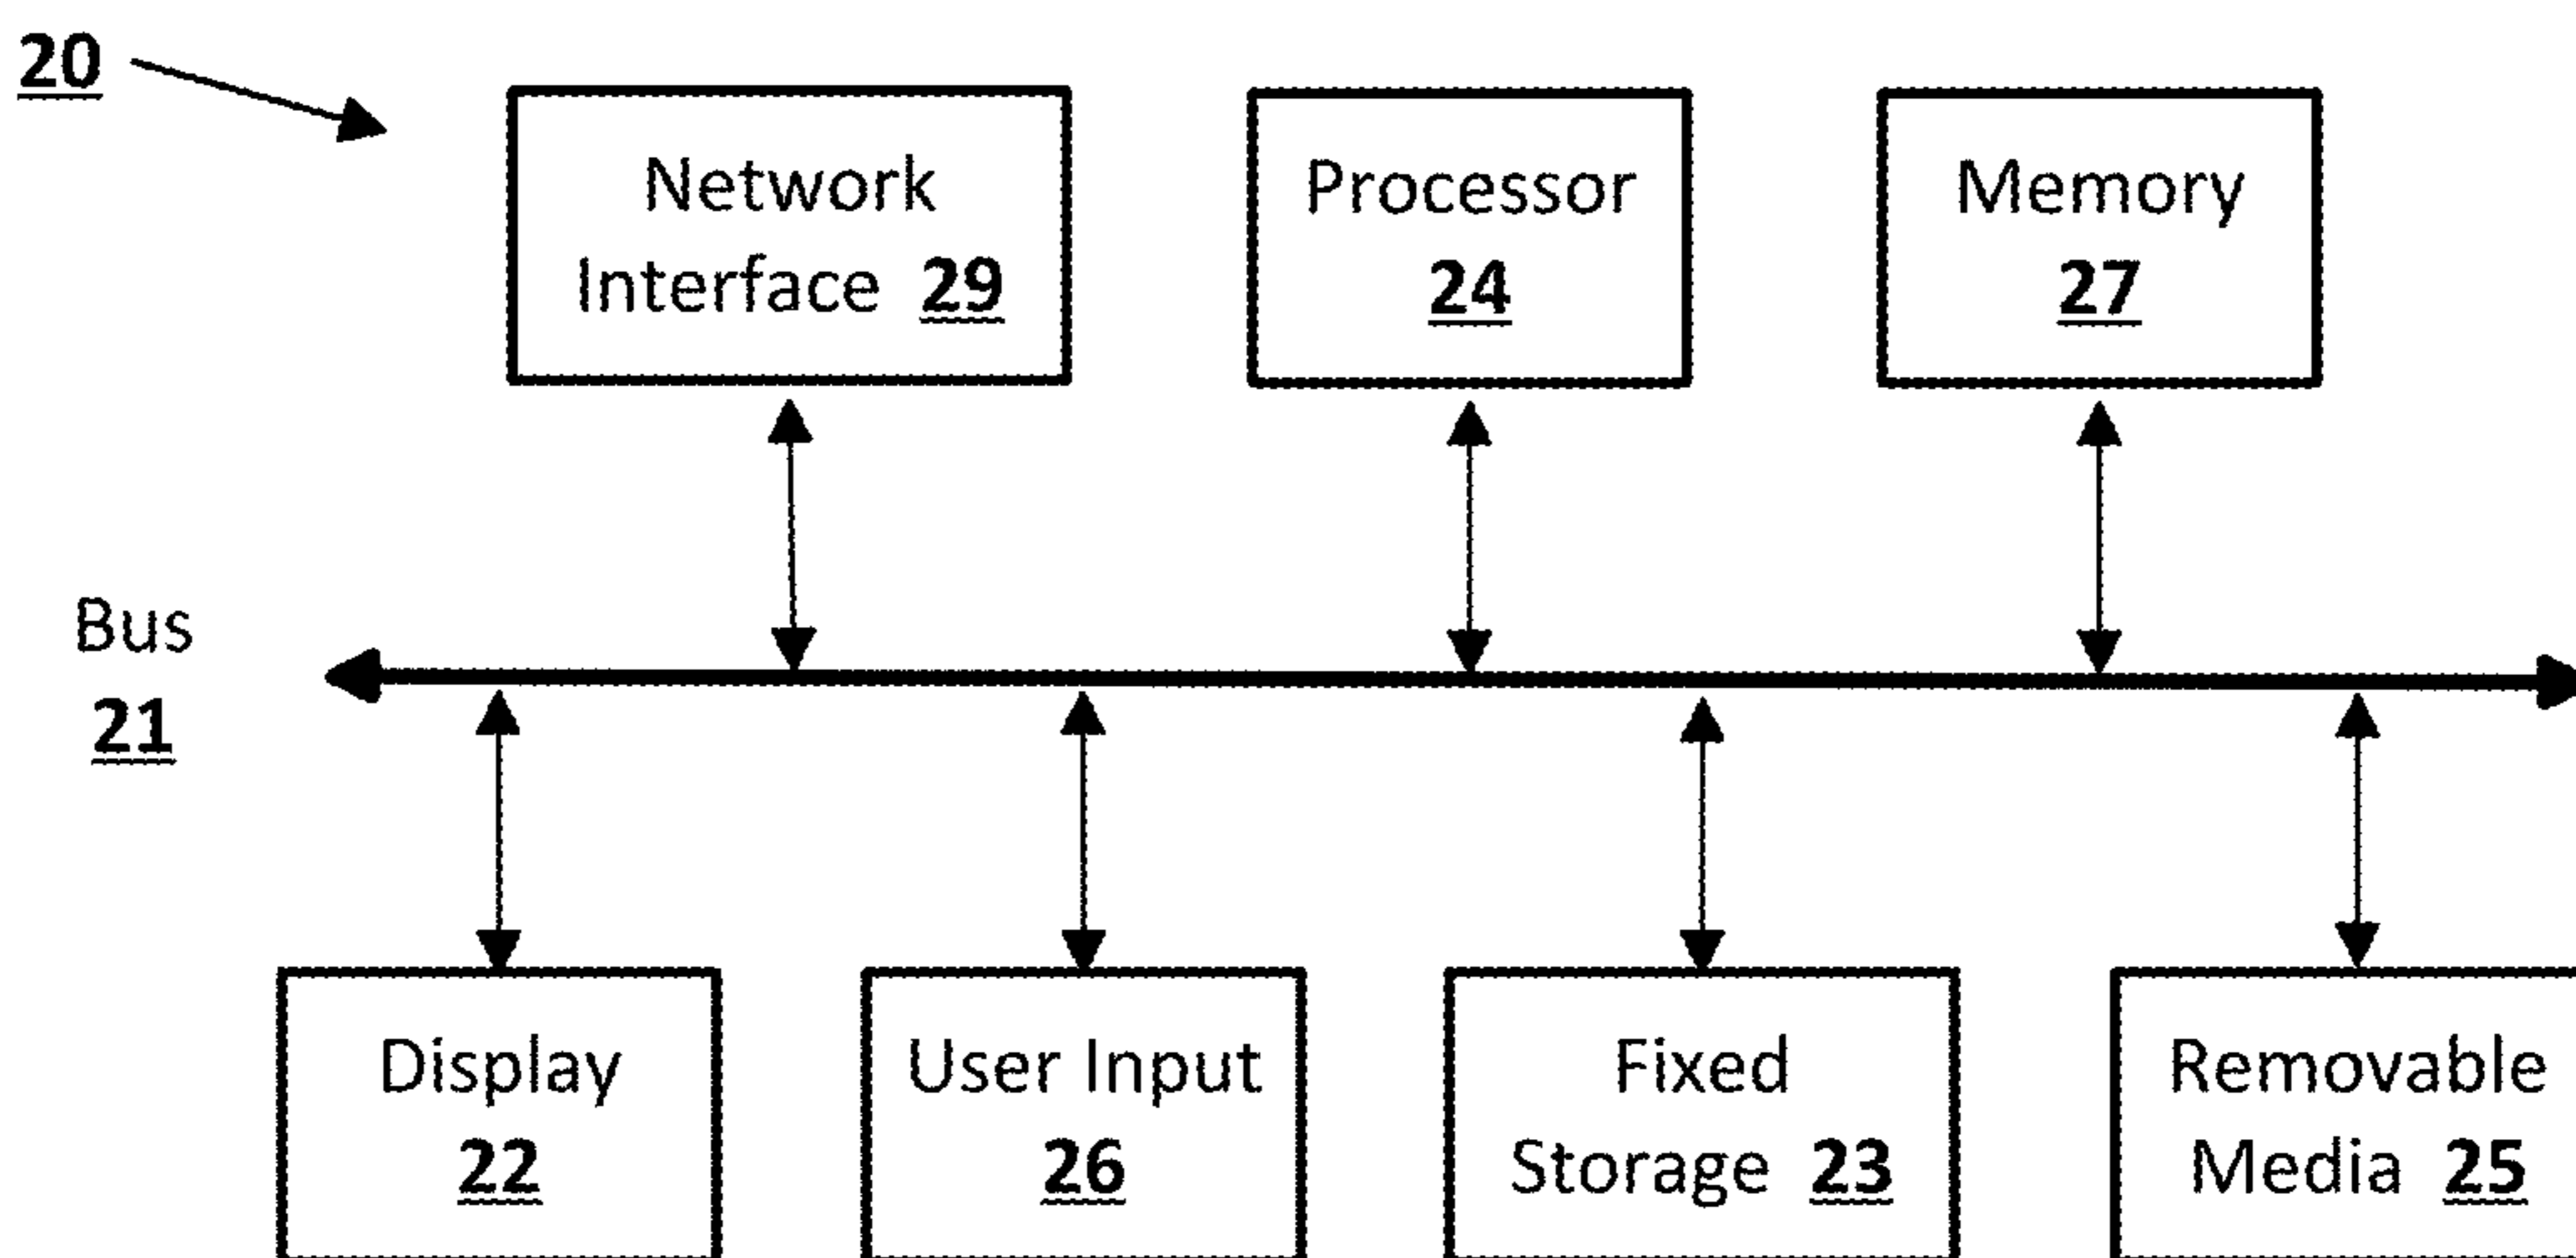 20
Network
Interface 29
Processor
24
Memory
27
Bus
21
Display
22
User Input
26
Fixed
Storage 23
Removable
Media 25